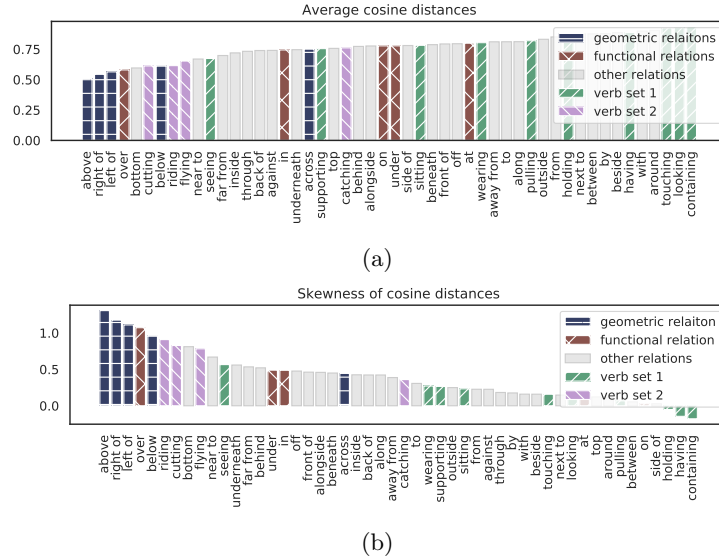 Average cosine distances
geometric relaitons
functional relations
other relations
verb set 1
verb set 2
0.75
0.50
0.25
0.00
above
right of
left of
over
bottom
cutting
below
riding
flying
near to
seeing
far from
inside
through
back of
against
in
underneath
across
supporting
top
catching
behind
alongside
on
under
side of
sitting
beneath
front of
off
at
wearing
away from
to
along
pulling
outside
from
holding
next to
between
by
beside
having
with
around
touching
looking
containing
(a)
Skewness of cosine distances
geometric relaiton
functional relation
other relations
verb set 1
verb set 2
1.0
0.5
0.0
above
right of
left of
over
below
riding
cutting
bottom
flying
near to
seeing
underneath
far from
behind
under
in
off
front of
alongside
beneath
across
inside
back of
along
away from
catching
to
wearing
supporting
outside
sitting
from
against
through
by
with
beside
touching
next to
looking
at
top
around
pulling
between
on
side of
holding
having
containing
(b)